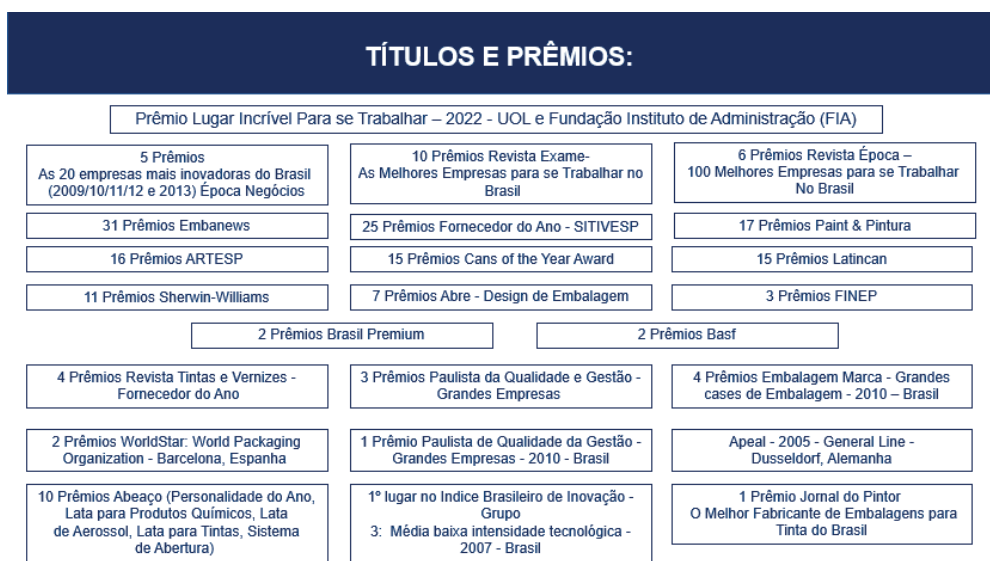 TÍTULOS E PRÊMIOS:
Prêmio Lugar Incrível Para se Trabalhar – 2022 - UOL e Fundação Instituto de Administração (FIA)
5 Prêmios
As 20 empresas mais inovadoras do Brasil
(2009/10/11/12 e 2013) Época Negócios
10 Prêmios Revista Exame-
As Melhores Empresas para se Trabalhar no
Brasil
6 Prêmios Revista Época –
100 Melhores Empresas para se Trabalhar
No Brasil
31 Prêmios Embanews
25 Prêmios Fornecedor do Ano - SITIVESP
17 Prêmios Paint & Pintura
16 Prêmios ARTESP
15 Prêmios Cans of the Year Award
15 Prêmios Latincan
11 Prêmios Sherwin-Williams
7 Prêmios Abre - Design de Embalagem
3 Prêmios FINEP
2 Prêmios Brasil Premium
2 Prêmios Basf
4 Prêmios Revista Tintas e Vernizes -
Fornecedor do Ano
3 Prêmios Paulista da Qualidade e Gestão -
Grandes Empresas
4 Prêmios Embalagem Marca - Grandes
cases de Embalagem - 2010 – Brasil
2 Prêmios WorldStar: World Packaging
Organization - Barcelona, Espanha
1 Prêmio Paulista de Qualidade da Gestão -
Grandes Empresas - 2010 - Brasil
Apeal - 2005 - General Line -
Dusseldorf, Alemanha
10 Prêmios Abeaço (Personalidade do Ano,
Lata para Produtos Químicos, Lata
de Aerossol, Lata para Tintas, Sistema
de Abertura)
1º lugar no Indice Brasileiro de Inovação -
Grupo
3: Média baixa intensidade tecnológica -
2007 - Brasil
1 Prêmio Jornal do Pintor
O Melhor Fabricante de Embalagens para
Tinta do Brasil